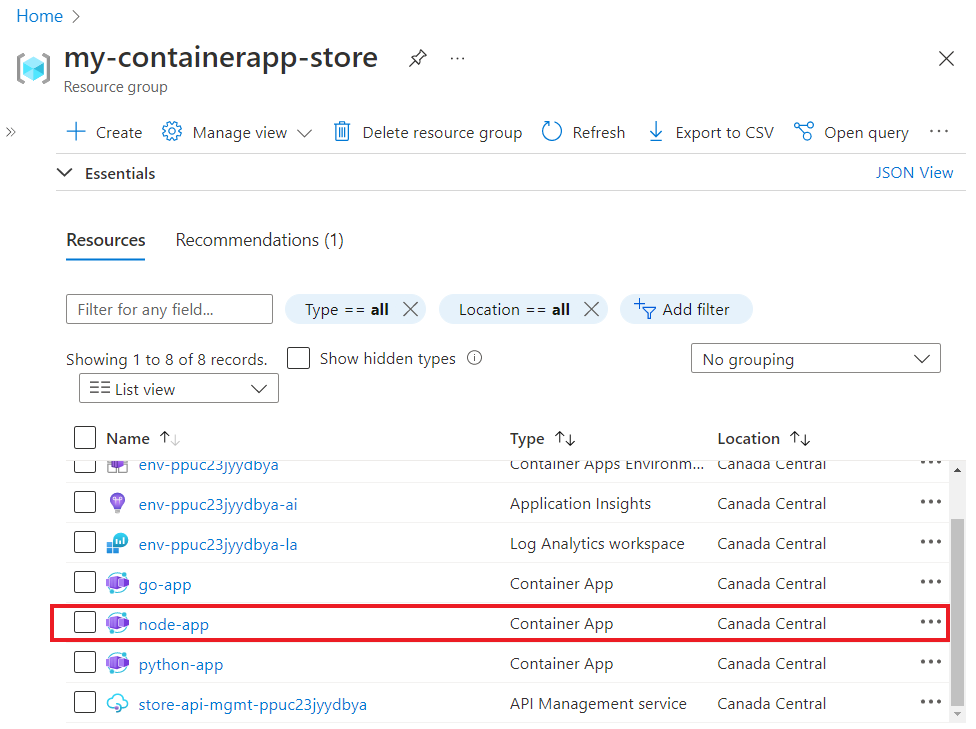 Home
my-containerapp-store
Resource group
Create Manage view Delete resource group Refresh Export to CSV Open query
Essentials JSON View
Resources Recommendations (1)
Filter for any field... Type == all Location == all Add filter
Showing 1 to 8 of 8 records. Show hidden types No grouping
List view
Name Type Location
env-ppuc23jyydbya Container Apps Environm... Canada Central
env-ppuc23jyydbya-ai Application Insights Canada Central
env-ppuc23jyydbya-la Log Analytics workspace Canada Central
go-app Container App Canada Central
node-app Container App Canada Central
python-app Container App Canada Central
store-api-mgmt-ppuc23jyydbya API Management service Canada Central